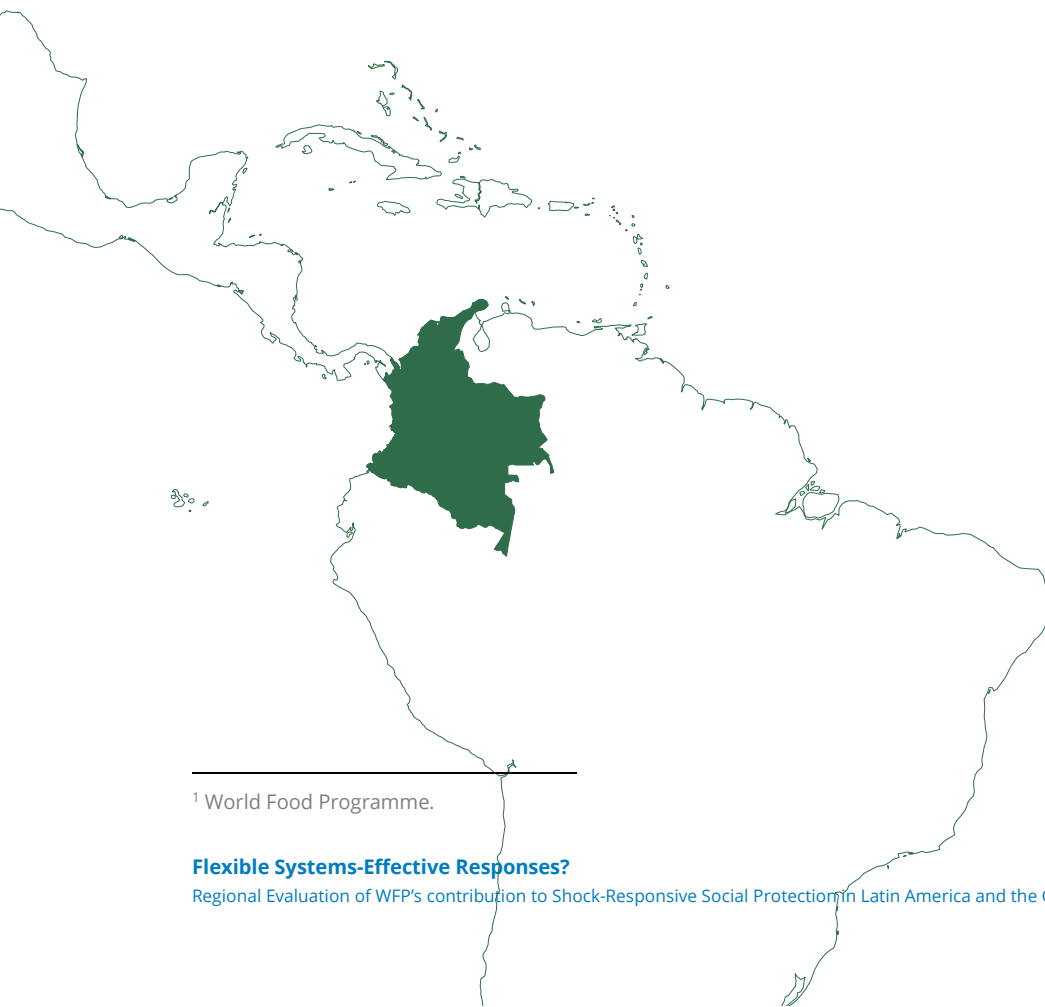 ¹ World Food Programme.
Flexible Systems-Effective Responses?
Regional Evaluation of WFP’s contribution to Shock-Responsive Social Protection in Latin America and the